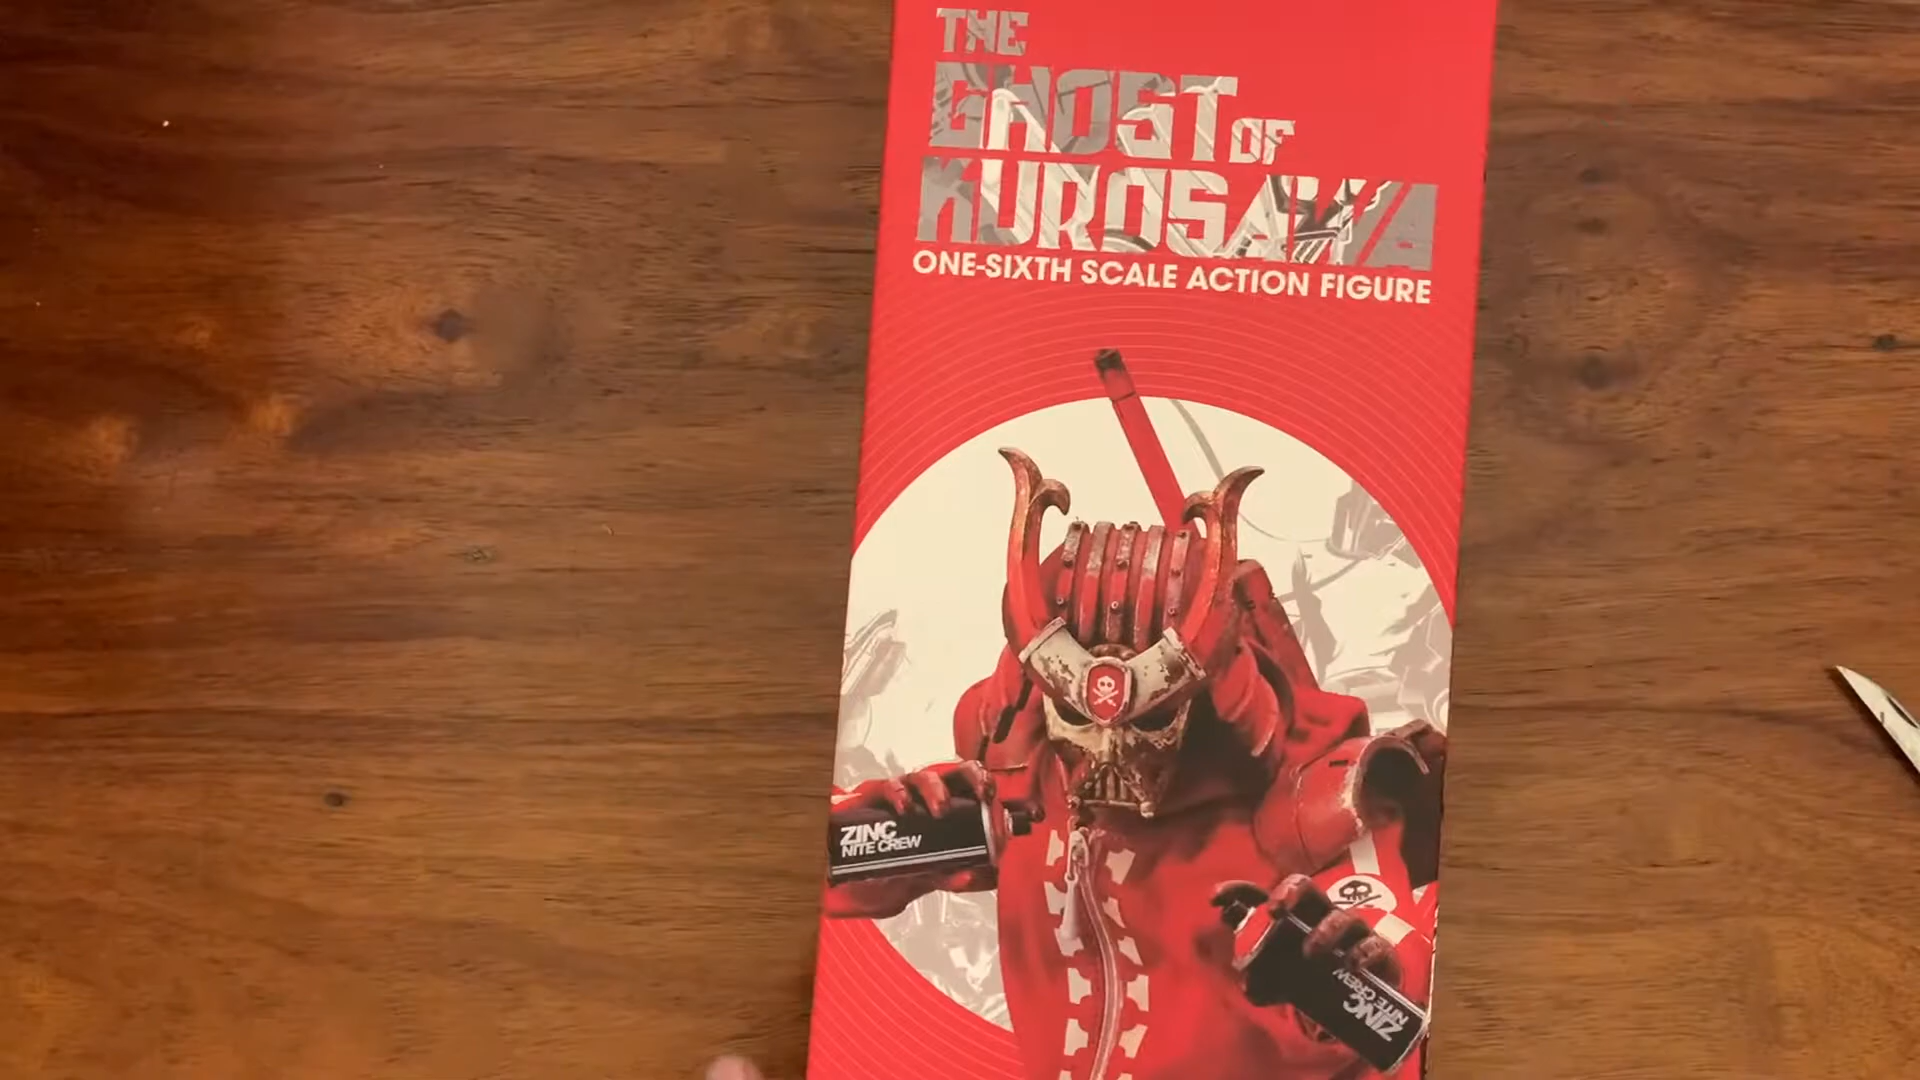 THE
GHOST OF
KUROSAWA
ONE-SIXTH SCALE ACTION FIGURE
ZINC
NITE CREW
ZINC
NITE CREW